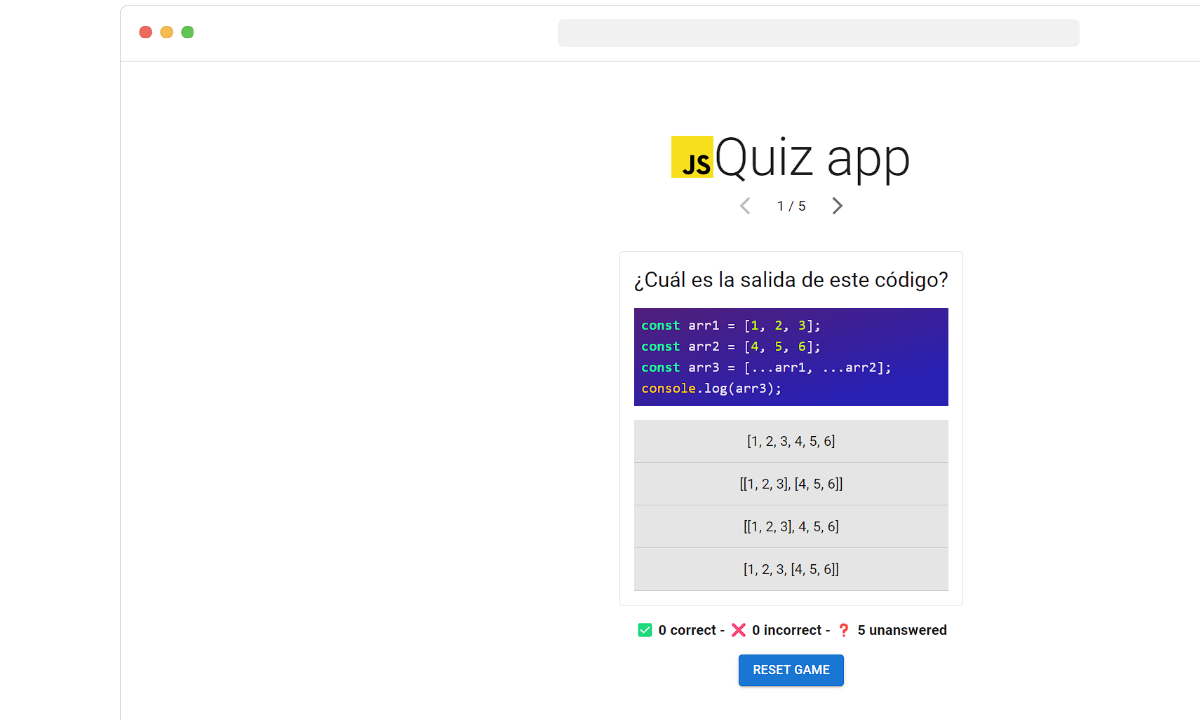 JS Quiz app
1 / 5
¿Cuál es la salida de este código?
const arr1 = [1, 2, 3];
const arr2 = [4, 5, 6];
const arr3 = [...arr1, ...arr2];
console.log(arr3);
[1, 2, 3, 4, 5, 6]
[[1, 2, 3], [4, 5, 6]]
[[1, 2, 3], 4, 5, 6]
[1, 2, 3, [4, 5, 6]]
✅ 0 correct - ❌ 0 incorrect - ❓ 5 unanswered
RESET GAME